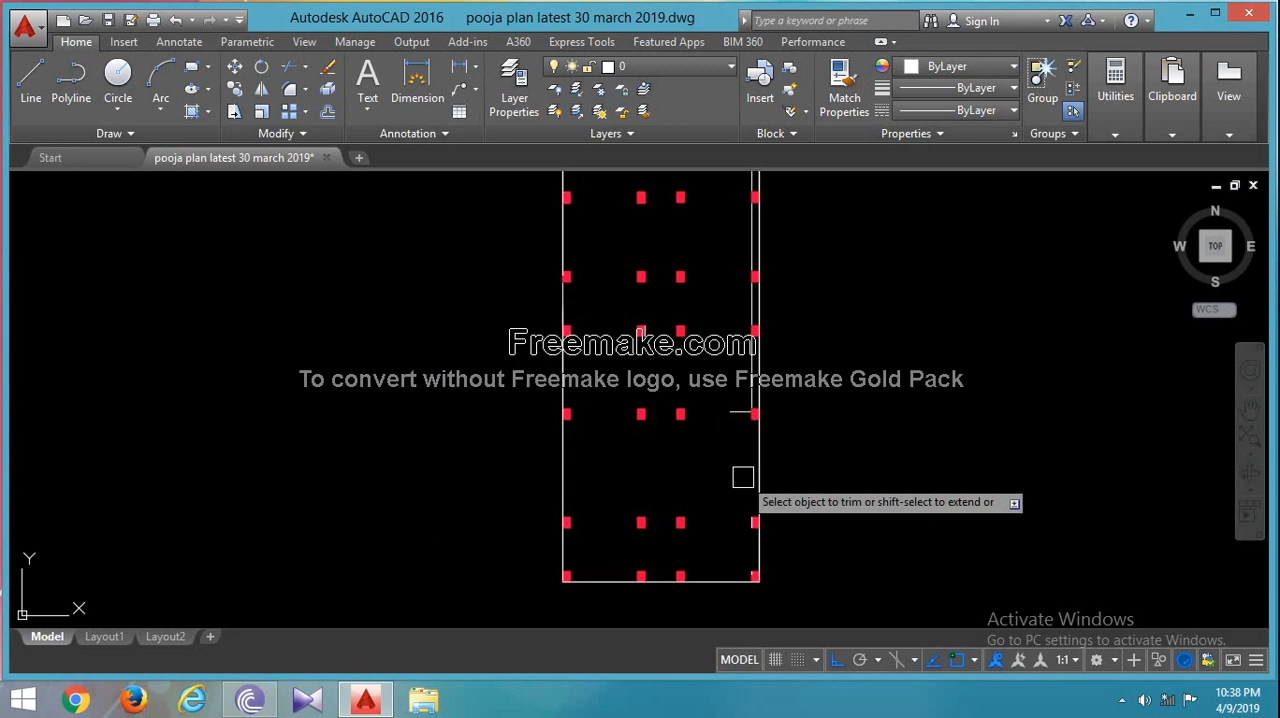 Autodesk AutoCAD 2016 pooja plan latest 30 march 2019.dwg
Type a keyword or phrase
Sign In
Home Insert Annotate Parametric View Manage Output Add-ins A360 Express Tools Featured Apps BIM 360 Performance
0
ByLayer
ByLayer
ByLayer
Line Polyline Circle Arc
Text Dimension
Layer Properties
Insert
Match Properties
Group
Utilities
Clipboard
View
Draw Modify Annotation Layers Block Properties Groups
Start pooja plan latest 30 march 2019*
N
W TOP E
S
WCS
Freemake.com
To convert without Freemake logo, use Freemake Gold Pack
Select object to trim or shift-select to extend or
Y
X
Activate Windows
Go to PC settings to activate Windows.
Model Layout1 Layout2
MODEL 1:1
10:38 PM
4/9/2019